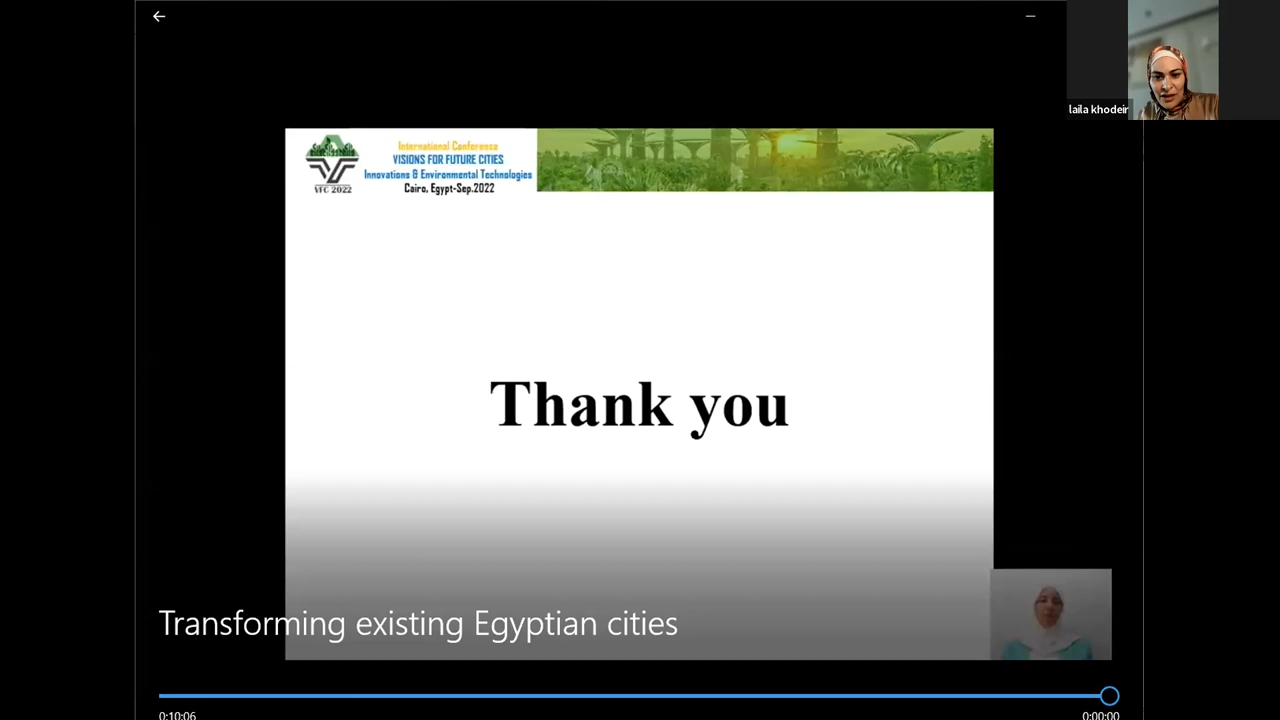 laila khodeir
International Conference
VISIONS FOR FUTURE CITIES
Innovations & Environmental Technologies
Cairo, Egypt-Sep.2022
VFC 2022
Thank you
Transforming existing Egyptian cities
0:10:06
0:00:00